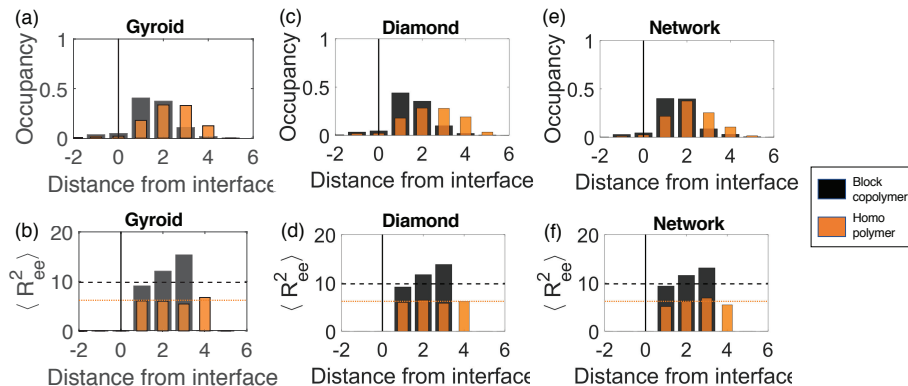 (a)
Gyroid
Occupancy
1
0.5
0
-2 0 2 4 6
Distance from interface
(c)
Diamond
Occupancy
1
0.5
0
-2 0 2 4 6
Distance from interface
(e)
Network
Occupancy
1
0.5
0
-2 0 2 4 6
Distance from interface
(b)
Gyroid
⟨ R²ee ⟩
20
10
0
-2 0 2 4 6
Distance from interface
(d)
Diamond
⟨ R²ee ⟩
20
10
0
-2 0 2 4 6
Distance from interface
(f)
Network
⟨ R²ee ⟩
20
10
0
-2 0 2 4 6
Distance from interface
Block
copolymer
Homo
polymer